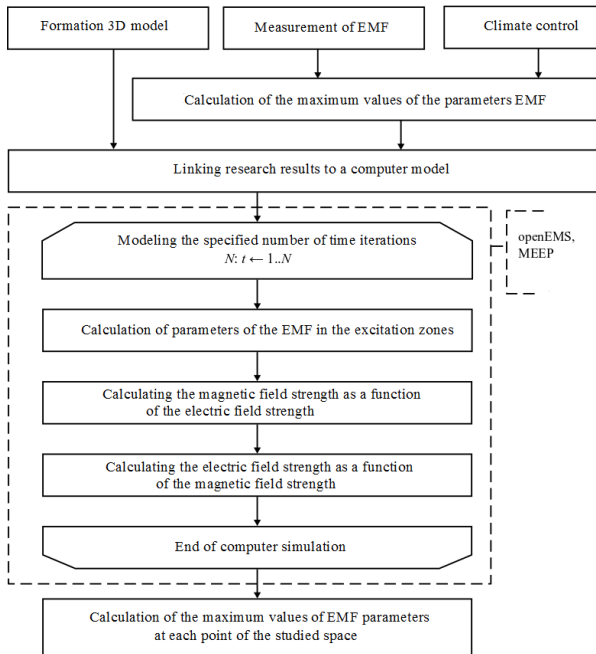 Formation 3D model
Measurement of EMF
Climate control
Calculation of the maximum values of the parameters EMF
Linking research results to a computer model
Modeling the specified number of time iterations
N: t ← 1..N
openEMS,
MEEP
Calculation of parameters of the EMF in the excitation zones
Calculating the magnetic field strength as a function
of the electric field strength
Calculating the electric field strength as a function
of the magnetic field strength
End of computer simulation
Calculation of the maximum values of EMF parameters
at each point of the studied space